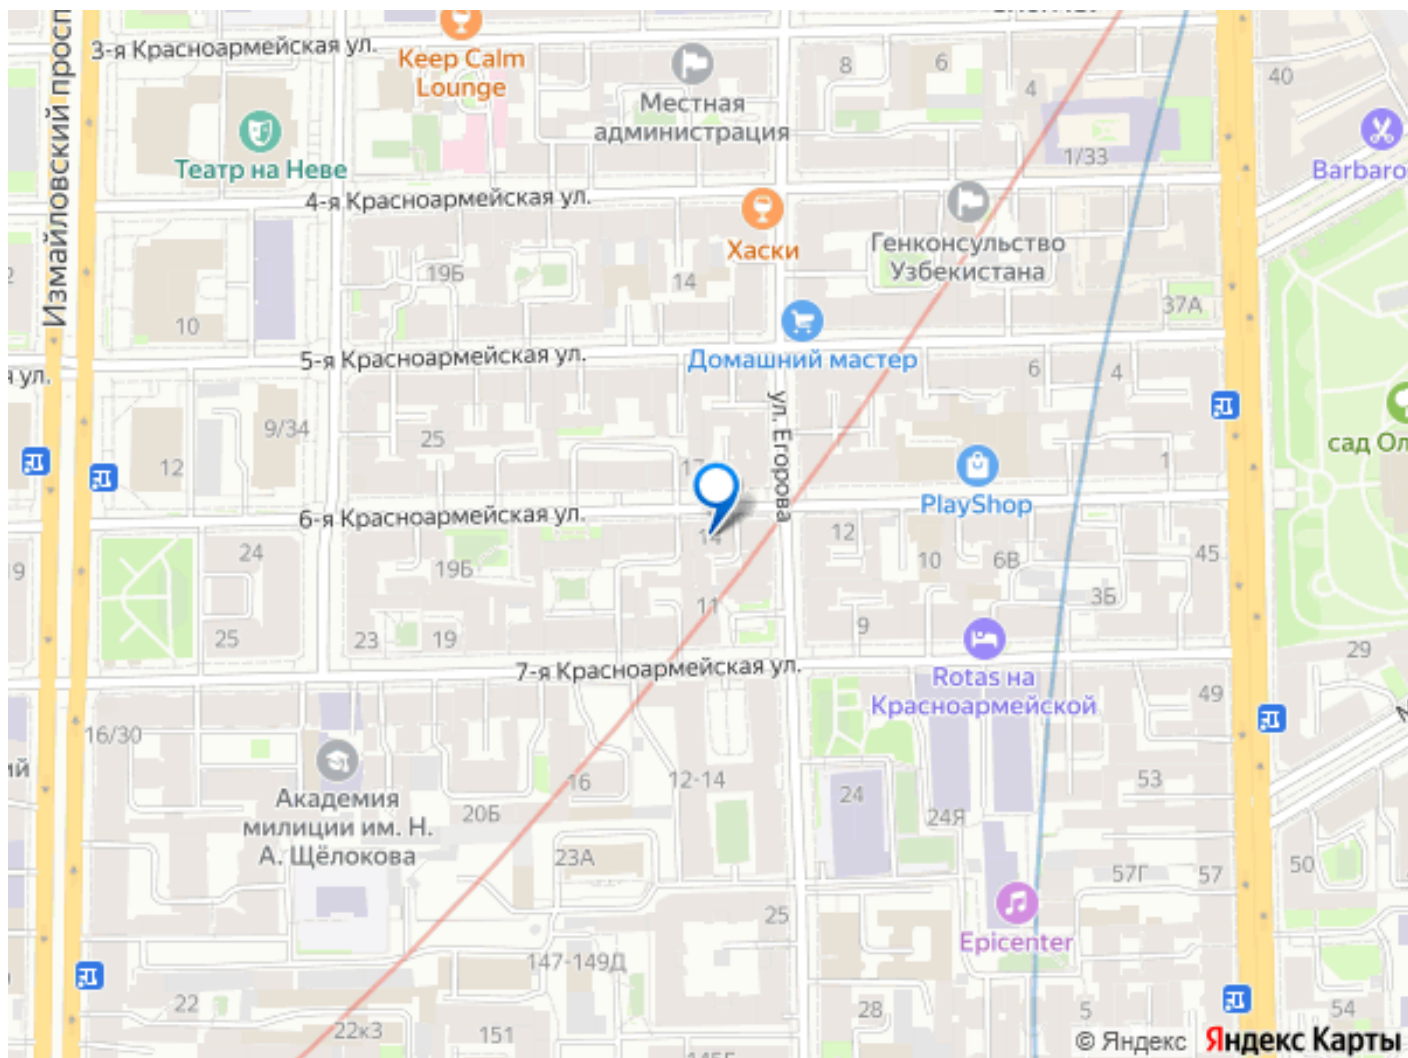 3-я Красноармейская ул.
Keep Calm
Lounge
Местная
администрация
8
6
4
40
1/33
Barbaro
Измайловский просп
Театр на Неве
4-я Красноармейская ул.
Хаски
Генконсульство
Узбекистана
19Б
14
37А
10
Домашний мастер
5-я Красноармейская ул.
я ул.
6
4
9/34
25
ул. Егорова
сад Ол
12
17
1
PlayShop
6-я Красноармейская ул.
24
14
12
10
6В
45
19
19Б
3Б
11
9
25
23
19
29
7-я Красноармейская ул.
Rotas на
Красноармейской
49
16/30
ий
16
12-14
53
Академия
милиции им. Н.
А. Щёлокова
20Б
24
24Я
23А
57Г
57
50
25
Epicenter
147-149Д
22
28
5
54
22к3
151
© Яндекс
Яндекс Карты